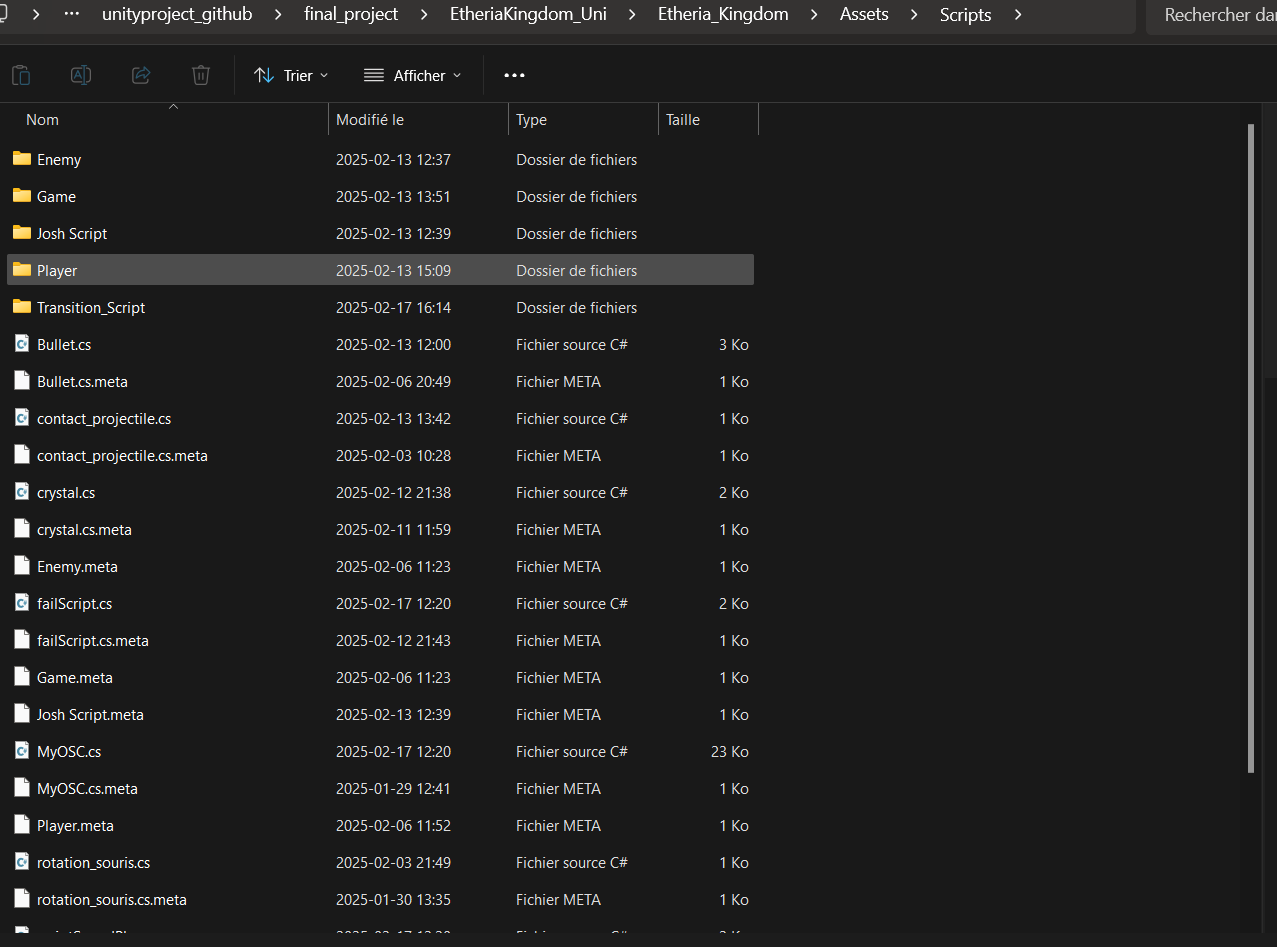 unityproject_github > final_project > EtheriaKingdom_Uni > Etheria_Kingdom > Assets > Scripts >
Rechercher
Trier
Afficher
Nom Modifié le Type Taille
Enemy 2025-02-13 12:37 Dossier de fichiers
Game 2025-02-13 13:51 Dossier de fichiers
Josh Script 2025-02-13 12:39 Dossier de fichiers
Player 2025-02-13 15:09 Dossier de fichiers
Transition_Script 2025-02-17 16:14 Dossier de fichiers
Bullet.cs 2025-02-13 12:00 Fichier source C# 3 Ko
Bullet.cs.meta 2025-02-06 20:49 Fichier META 1 Ko
contact_projectile.cs 2025-02-13 13:42 Fichier source C# 1 Ko
contact_projectile.cs.meta 2025-02-03 10:28 Fichier META 1 Ko
crystal.cs 2025-02-12 21:38 Fichier source C# 2 Ko
crystal.cs.meta 2025-02-11 11:59 Fichier META 1 Ko
Enemy.meta 2025-02-06 11:23 Fichier META 1 Ko
failScript.cs 2025-02-17 12:20 Fichier source C# 2 Ko
failScript.cs.meta 2025-02-12 21:43 Fichier META 1 Ko
Game.meta 2025-02-06 11:23 Fichier META 1 Ko
Josh Script.meta 2025-02-13 12:39 Fichier META 1 Ko
MyOSC.cs 2025-02-17 12:20 Fichier source C# 23 Ko
MyOSC.cs.meta 2025-01-29 12:41 Fichier META 1 Ko
Player.meta 2025-02-06 11:52 Fichier META 1 Ko
rotation_souris.cs 2025-02-03 21:49 Fichier source C# 1 Ko
rotation_souris.cs.meta 2025-01-30 13:35 Fichier META 1 Ko